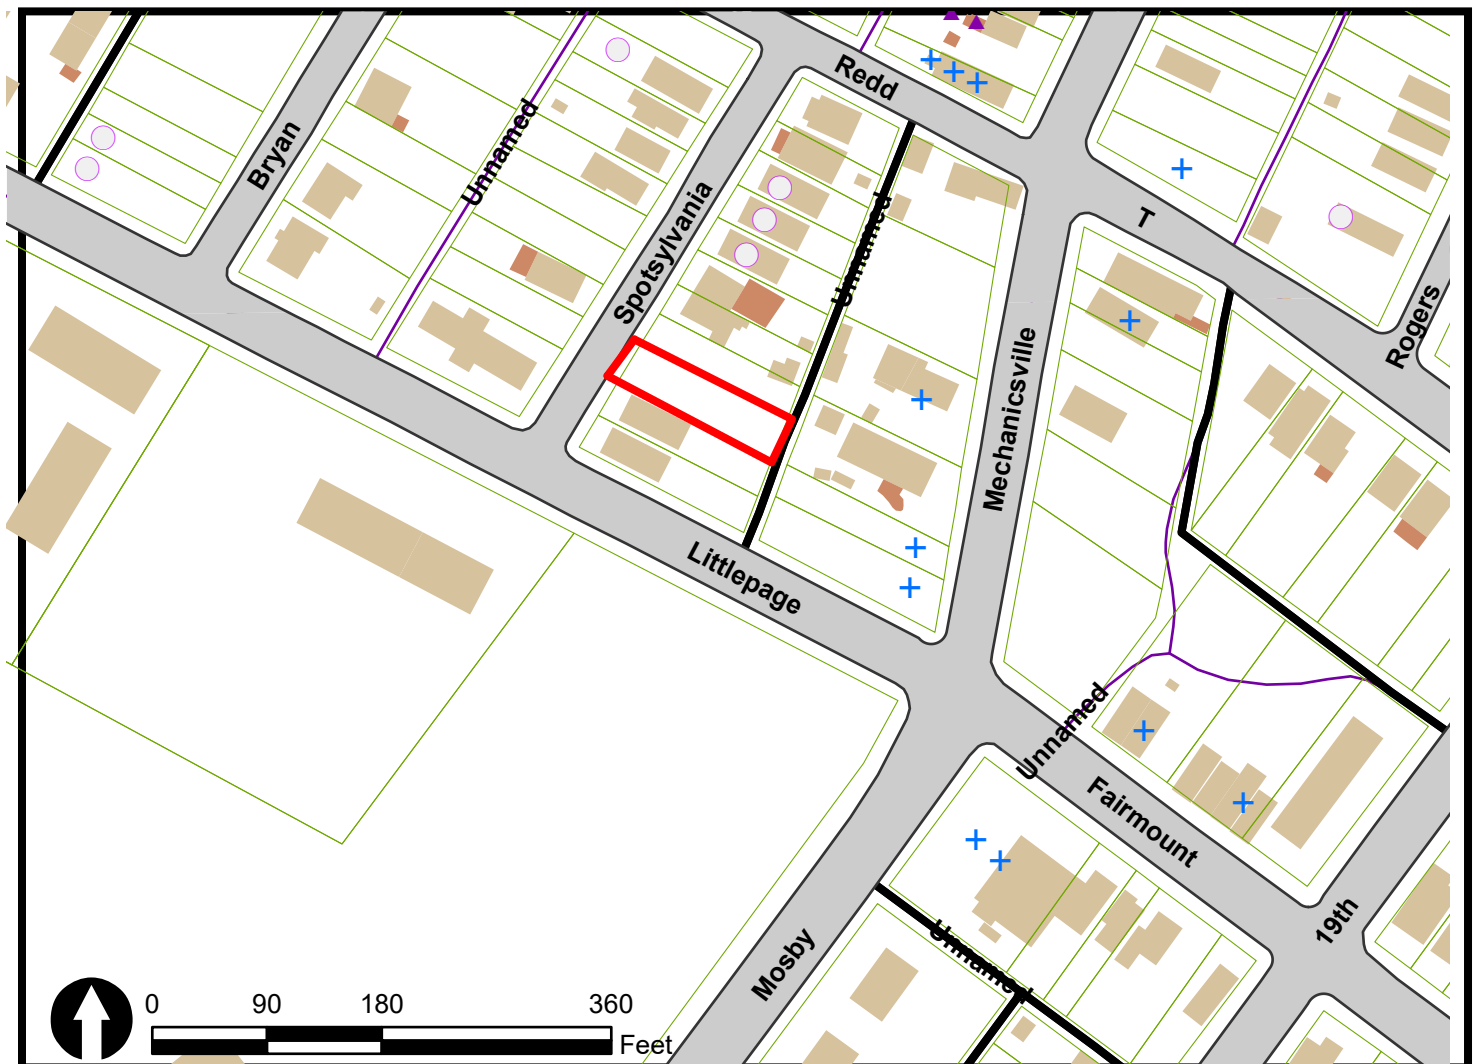 Redd
Bryan
Unnamed
Spotsylvania
Unnamed
T
Rogers
Mechanicsville
Littlepage
Unnamed
Fairmount
19th
Mosby
Unnamed
0 90 180 360
Feet